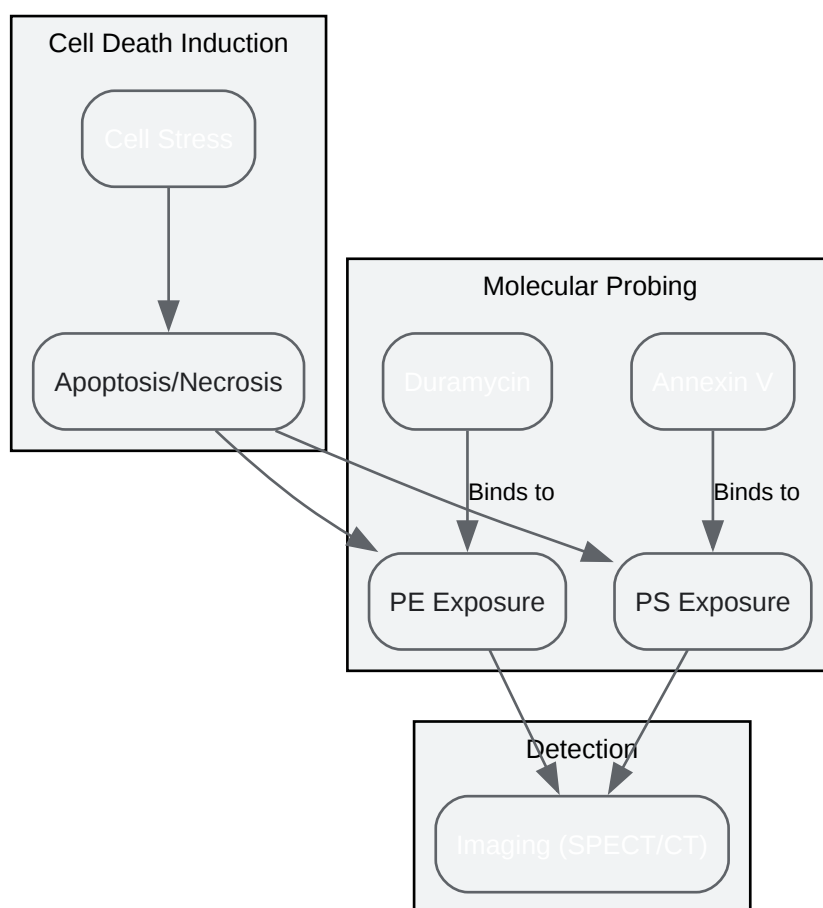 Cell Death Induction
Cell Stress
Apoptosis/Necrosis
Molecular Probing
Duramycin
Annexin V
Binds to
Binds to
PE Exposure
PS Exposure
Detection
Imaging (SPECT/CT)